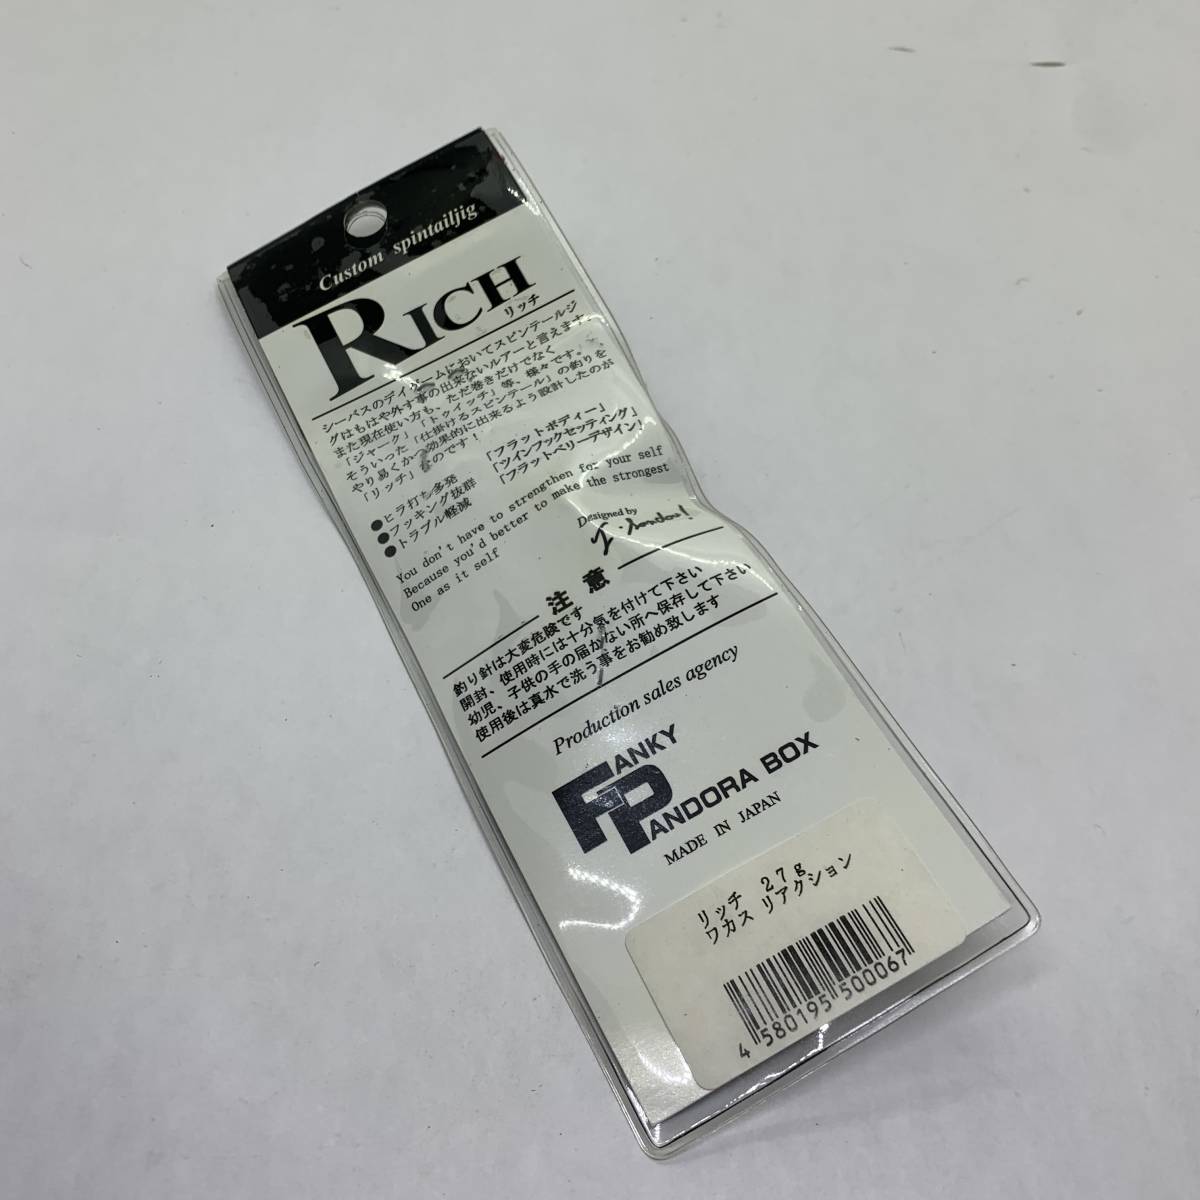 Custom spintailjig
RICH
リッチ
シーバスのデイゲームにおいてスピンテールジ
グはもはや外す事の出来ないルアーと言えます。
また現在使い方も、ただ巻きだけでなく
「ジャーク」「トゥイッチ」等、様々です。
そういった「仕掛けるスピンテール」の釣りを
やり易くかつ効果的に出来るよう設計したのが
「リッチ」なのです！
●ヒラ打ち多発 「フラットボディー」
●フッキング抜群 「ツインフックセッティング」
●トラブル軽減 「フラットベリーデザイン」
You don't have to strengthen for your self
Because you'd better to make the strongest
One as it self
Designed by
注 意
釣り針は大変危険です
開封、使用時には十分気を付けて下さい
幼児、子供の手の届かない所へ保存して下さい
使用後は真水で洗う事をお勧め致します
Production sales agency
FANKY
PANDORA BOX
MADE IN JAPAN
リッチ 27g
ワカス リアクション
4 580195 500067